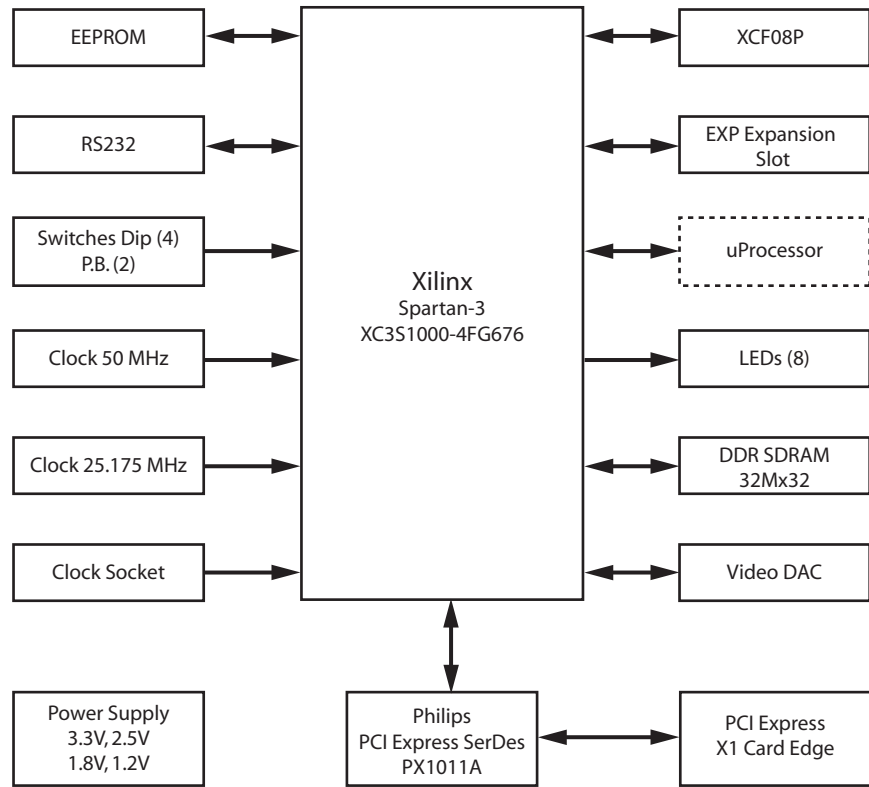 EEPROM
RS232
Switches Dip (4)
P.B. (2)
Clock 50 MHz
Clock 25.175 MHz
Clock Socket
Power Supply
3.3V, 2.5V
1.8V, 1.2V
Xilinx
Spartan-3
XC3S1000-4FG676
Philips
PCI Express SerDes
PX1011A
XCF08P
EXP Expansion
Slot
uProcessor
LEDs (8)
DDR SDRAM
32Mx32
Video DAC
PCI Express
X1 Card Edge